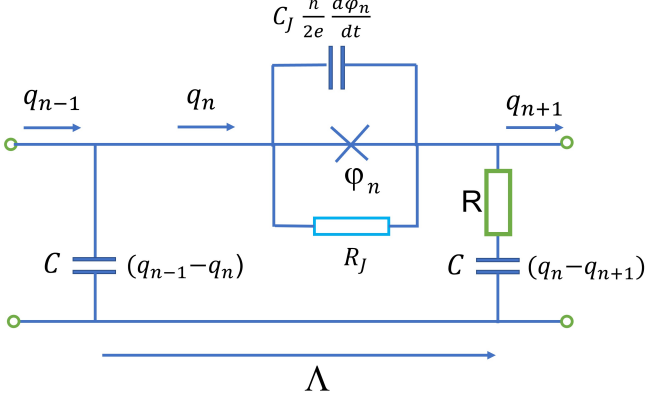 C_J ħ/2e dφ_n/dt
q_{n−1}
q_n
q_{n+1}
φ_n
R
C (q_{n−1}−q_n)
R_J
C (q_n−q_{n+1})
Λ